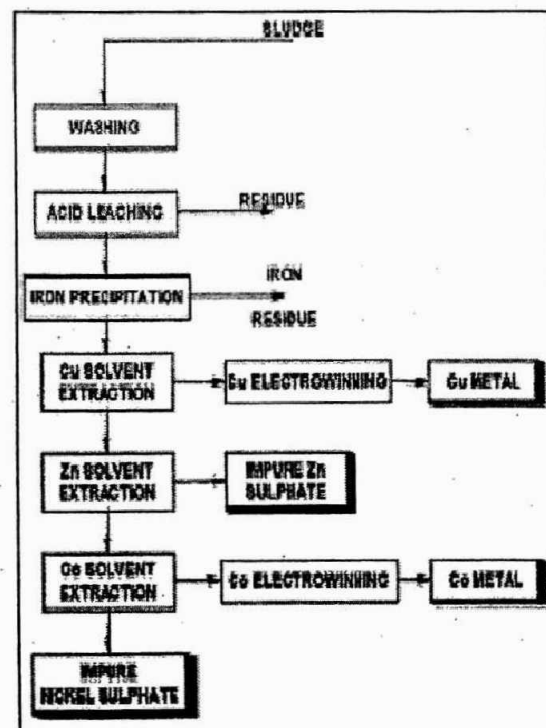 SLUDGE
WASHING
ACID LEACHING
RESIDUE
IRON PRECIPITATION
IRON
RESIDUE
Cu SOLVENT
EXTRACTION
Cu ELECTROWINNING
Cu METAL
Zn SOLVENT
EXTRACTION
IMPURE Zn
SULPHATE
Co SOLVENT
EXTRACTION
Co ELECTROWINNING
Co METAL
IMPURE
NICKEL SULPHATE